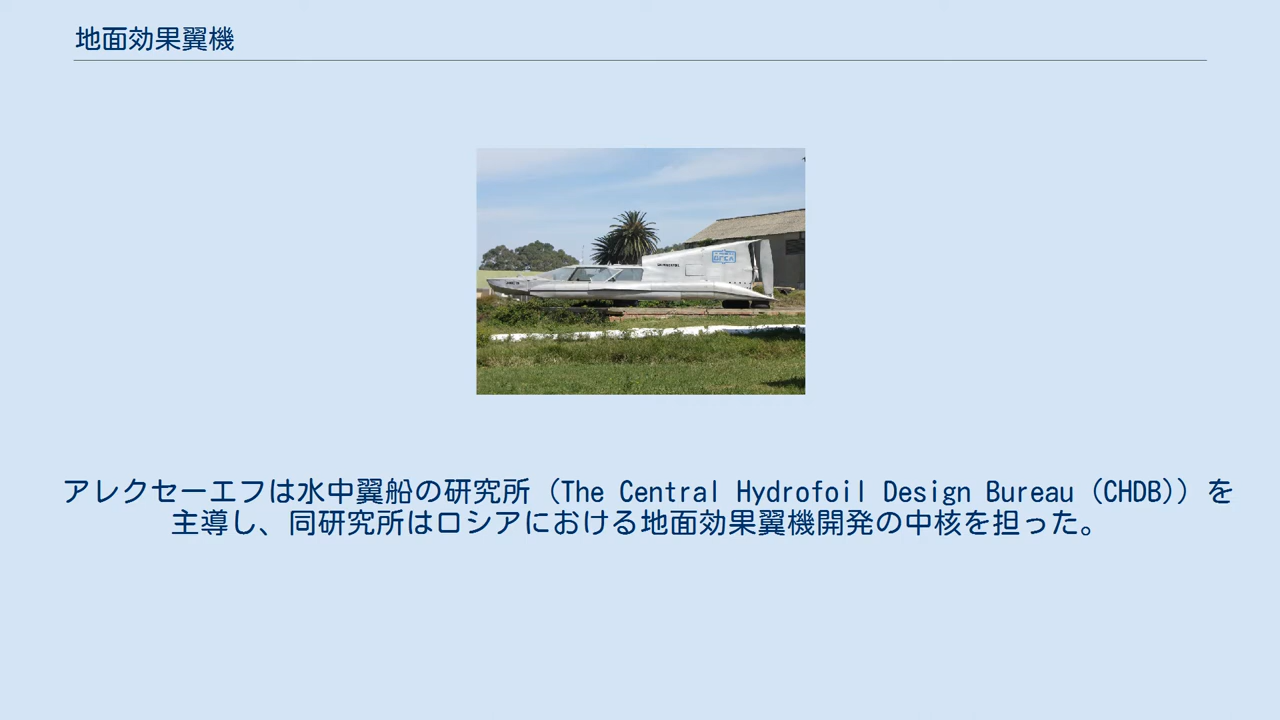 地面効果翼機
アレクセーエフは水中翼船の研究所（The Central Hydrofoil Design Bureau（CHDB））を
主導し、同研究所はロシアにおける地面効果翼機開発の中核を担った。